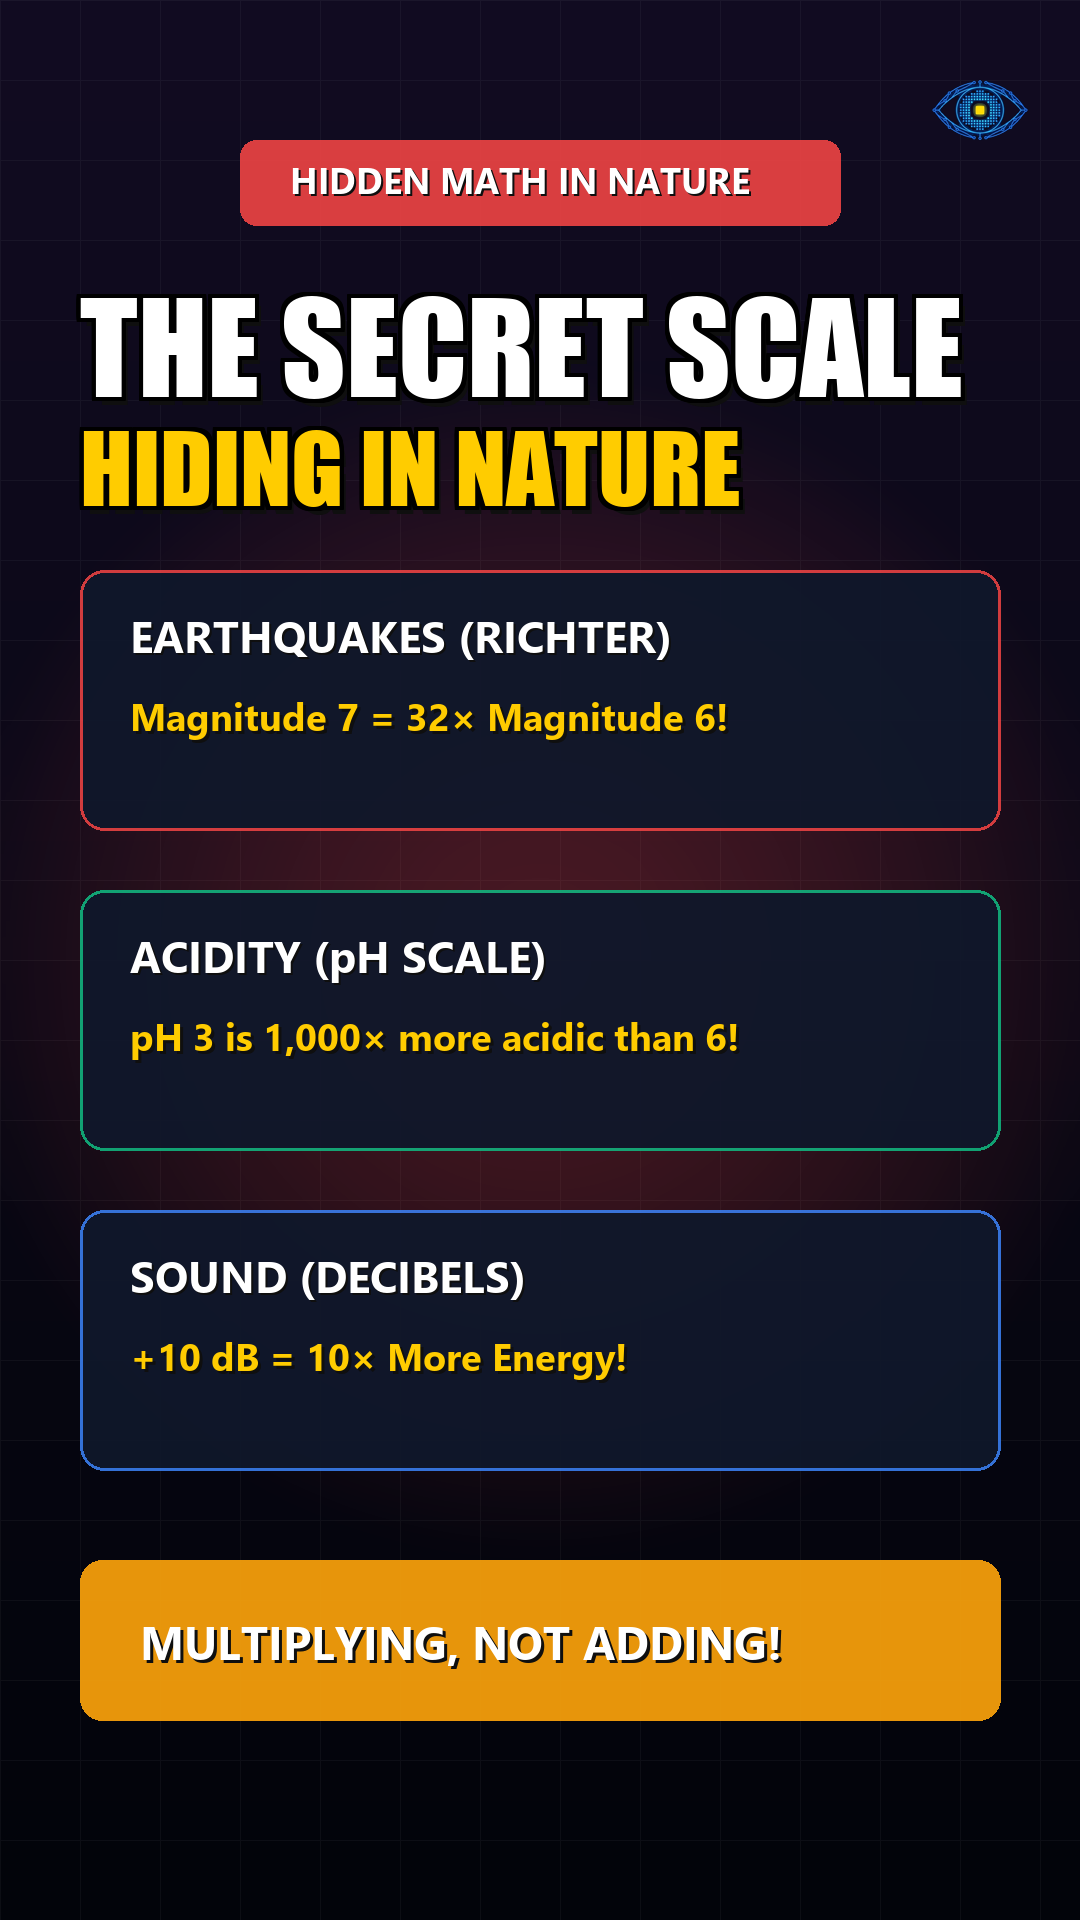 HIDDEN MATH IN NATURE
THE SECRET SCALE
HIDING IN NATURE
EARTHQUAKES (RICHTER)
Magnitude 7 = 32× Magnitude 6!
ACIDITY (pH SCALE)
pH 3 is 1,000× more acidic than 6!
SOUND (DECIBELS)
+10 dB = 10× More Energy!
MULTIPLYING, NOT ADDING!